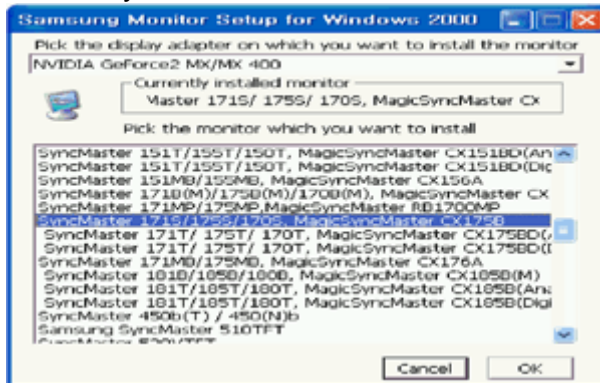 Samsung Monitor Setup for Windows 2000
Pick the display adapter on which you want to install the monitor
NVIDIA GeForce2 MX/MX 400
Currently installed monitor
Master 171S/ 175S/ 170S, MagicSyncMaster CX
Pick the monitor which you want to install
SyncMaster 151T/155T/150T, MagicSyncMaster CX151BD(An
SyncMaster 151T/155T/150T, MagicSyncMaster CX151BD(Dig
SyncMaster 151MB/155MB, MagicSyncMaster CX156A
SyncMaster 171B(M)/175B(M)/170B(M), MagicSyncMaster CX
SyncMaster 171MP/175MP,MagicSyncMaster RB1700MP
SyncMaster 171S/175S/170S, MagicSyncMaster CX175B
SyncMaster 171T/ 175T/ 170T, MagicSyncMaster CX175BD(
SyncMaster 171T/ 175T/ 170T, MagicSyncMaster CX175BD(
SyncMaster 171MB/175MB, MagicSyncMaster CX176A
SyncMaster 181B/185B/180B, MagicSyncMaster CX185B(M)
SyncMaster 181T/185T/180T, MagicSyncMaster CX185B(Ana
SyncMaster 181T/185T/180T, MagicSyncMaster CX185B(Digi
SyncMaster 450b(T) / 450(N)b
Samsung SyncMaster 510TFT
Cancel OK